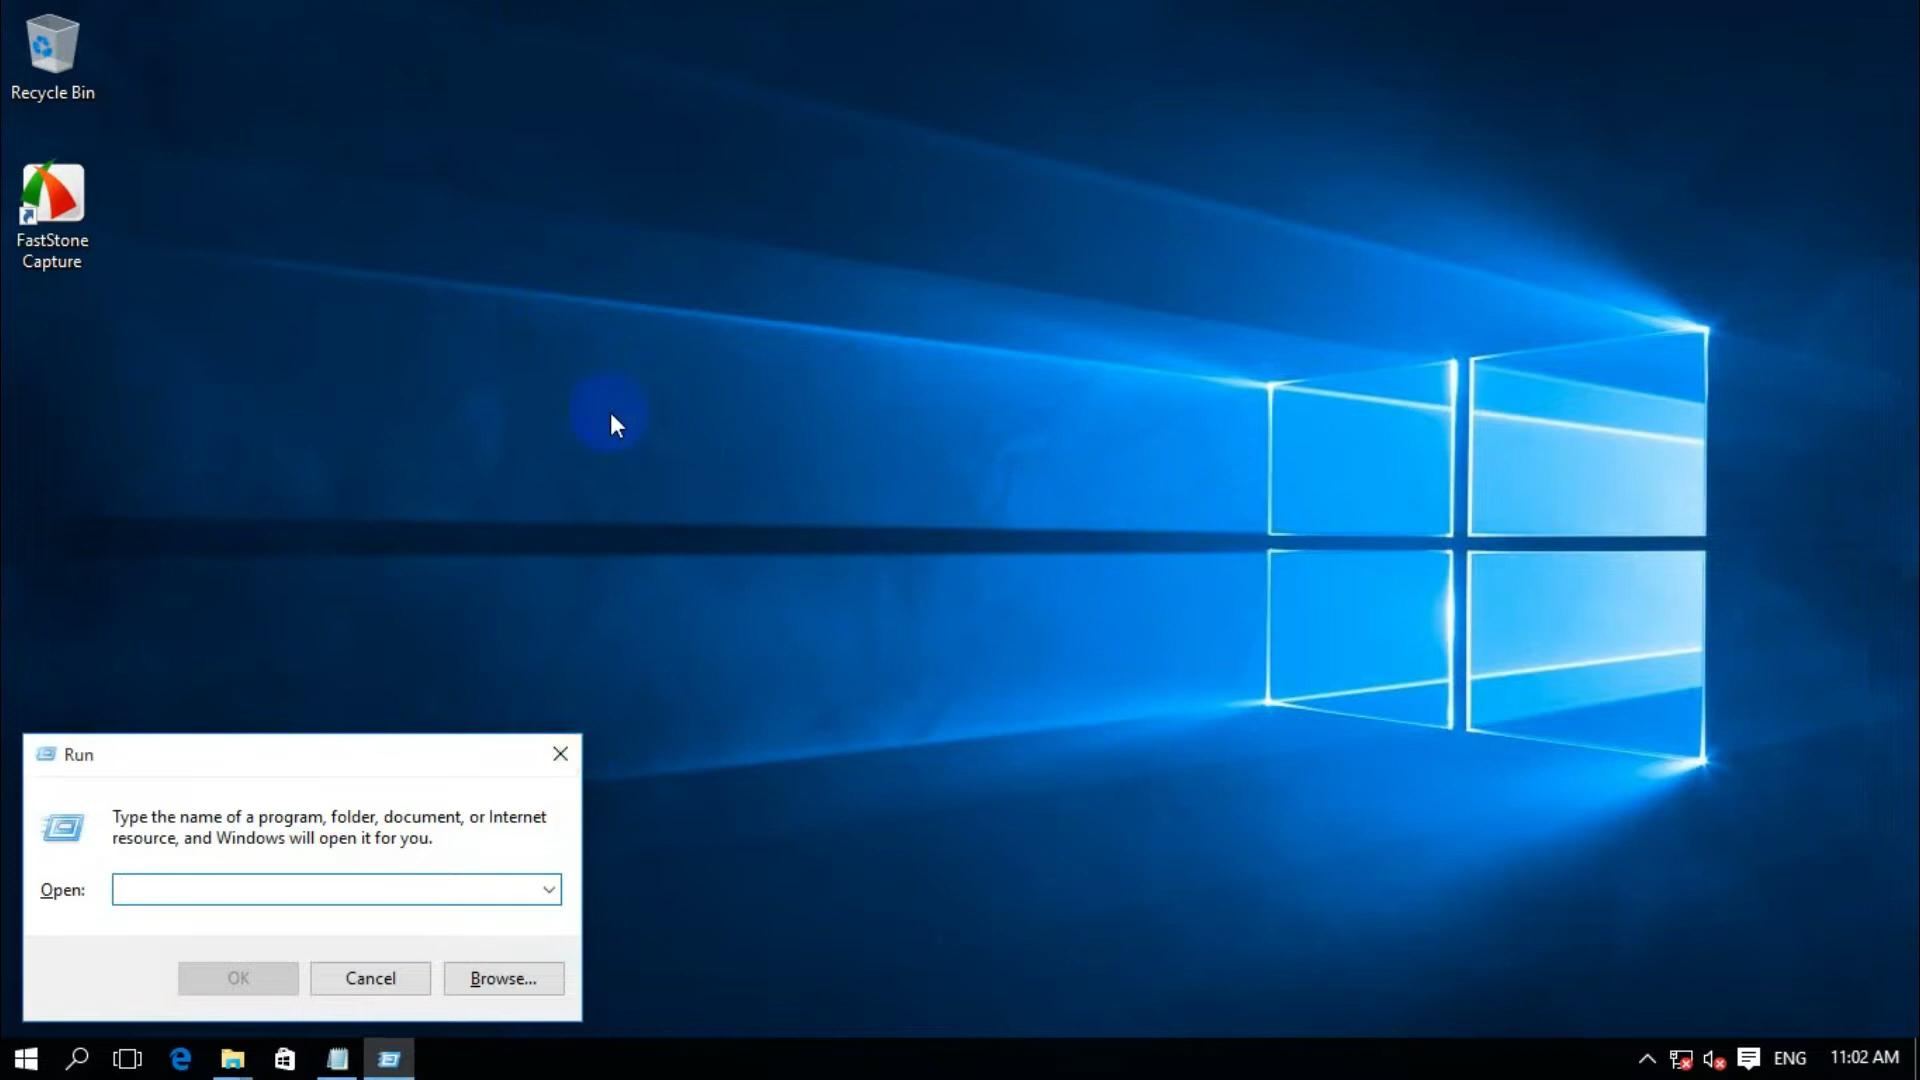 Recycle Bin
FastStone
Capture
Run
Type the name of a program, folder, document, or Internet
resource, and Windows will open it for you.
Open:
OK
Cancel
Browse...
ENG
11:02 AM